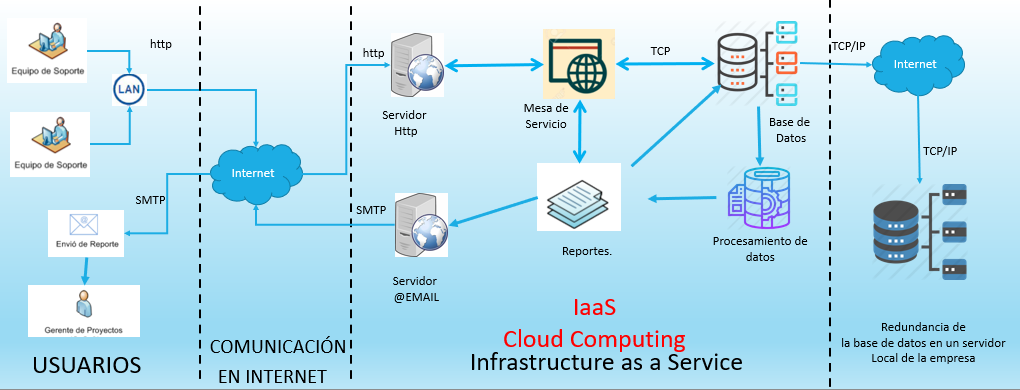 Equipo de Soporte
http
LAN
Equipo de Soporte
SMTP
Envió de Reporte
Gerente de Proyectos
USUARIOS
Internet
COMUNICACIÓN
EN INTERNET
http
Servidor
Http
Mesa de
Servicio
TCP
Base de
Datos
SMTP
Servidor
@EMAIL
Reportes.
Procesamiento de
datos
IaaS
Cloud Computing
Infrastructure as a Service
TCP/IP
Internet
TCP/IP
Redundancia de
la base de datos en un servidor
Local de la empresa